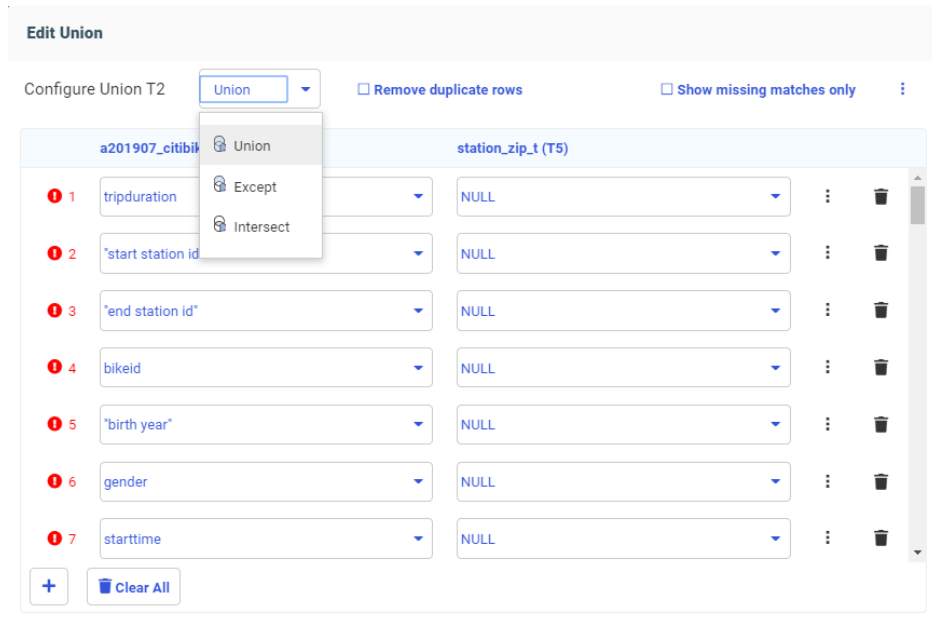 Edit Union
Configure Union T2 Union Remove duplicate rows Show missing matches only
a201907_citibik station_zip_t (T5)
Union
Except
Intersect
1 tripduration NULL
2 "start station id NULL
3 "end station id" NULL
4 bikeid NULL
5 "birth year" NULL
6 gender NULL
7 starttime NULL
+ Clear All